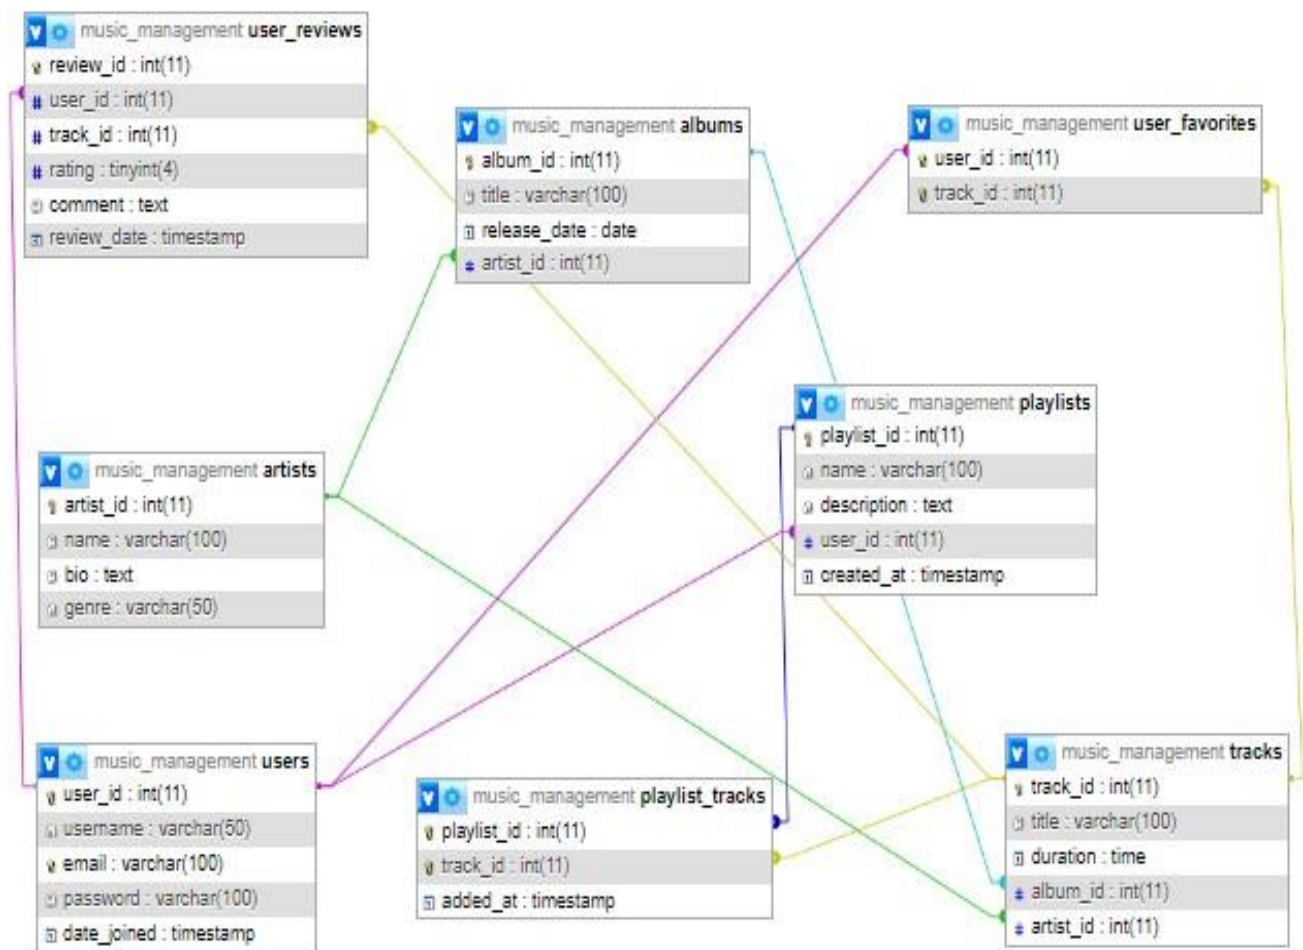 music_management user_reviews
review_id : int(11)
user_id : int(11)
track_id : int(11)
rating : tinyint(4)
comment : text
review_date : timestamp
music_management albums
album_id : int(11)
title : varchar(100)
release_date : date
artist_id : int(11)
music_management user_favorites
user_id : int(11)
track_id : int(11)
music_management playlists
playlist_id : int(11)
name : varchar(100)
description : text
user_id : int(11)
created_at : timestamp
music_management artists
artist_id : int(11)
name : varchar(100)
bio : text
genre : varchar(50)
music_management users
user_id : int(11)
username : varchar(50)
email : varchar(100)
password : varchar(100)
date_joined : timestamp
music_management playlist_tracks
playlist_id : int(11)
track_id : int(11)
added_at : timestamp
music_management tracks
track_id : int(11)
title : varchar(100)
duration : time
album_id : int(11)
artist_id : int(11)